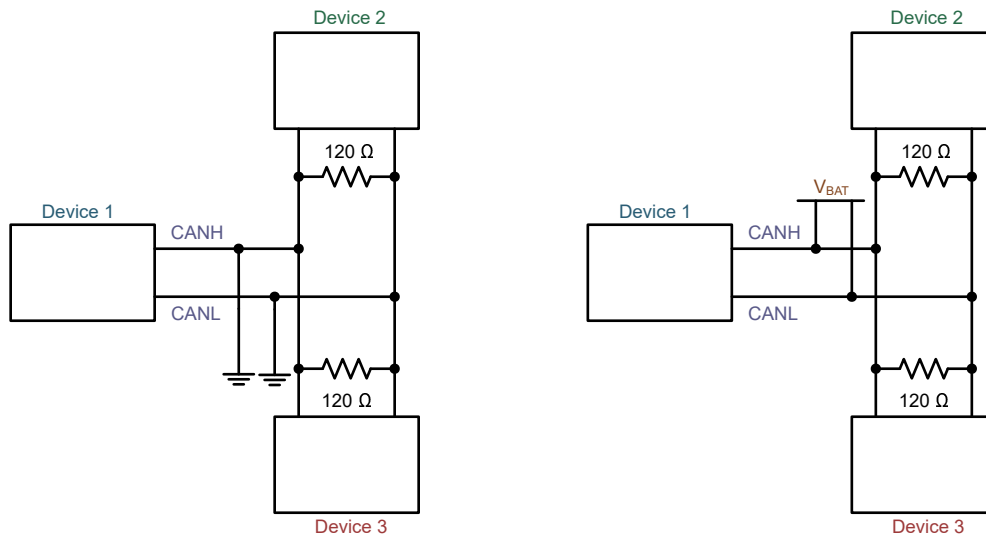 Device 2
120 Ω
Device 1
CANH
CANL
120 Ω
Device 3
Device 2
120 Ω
VBAT
Device 1
CANH
CANL
120 Ω
Device 3